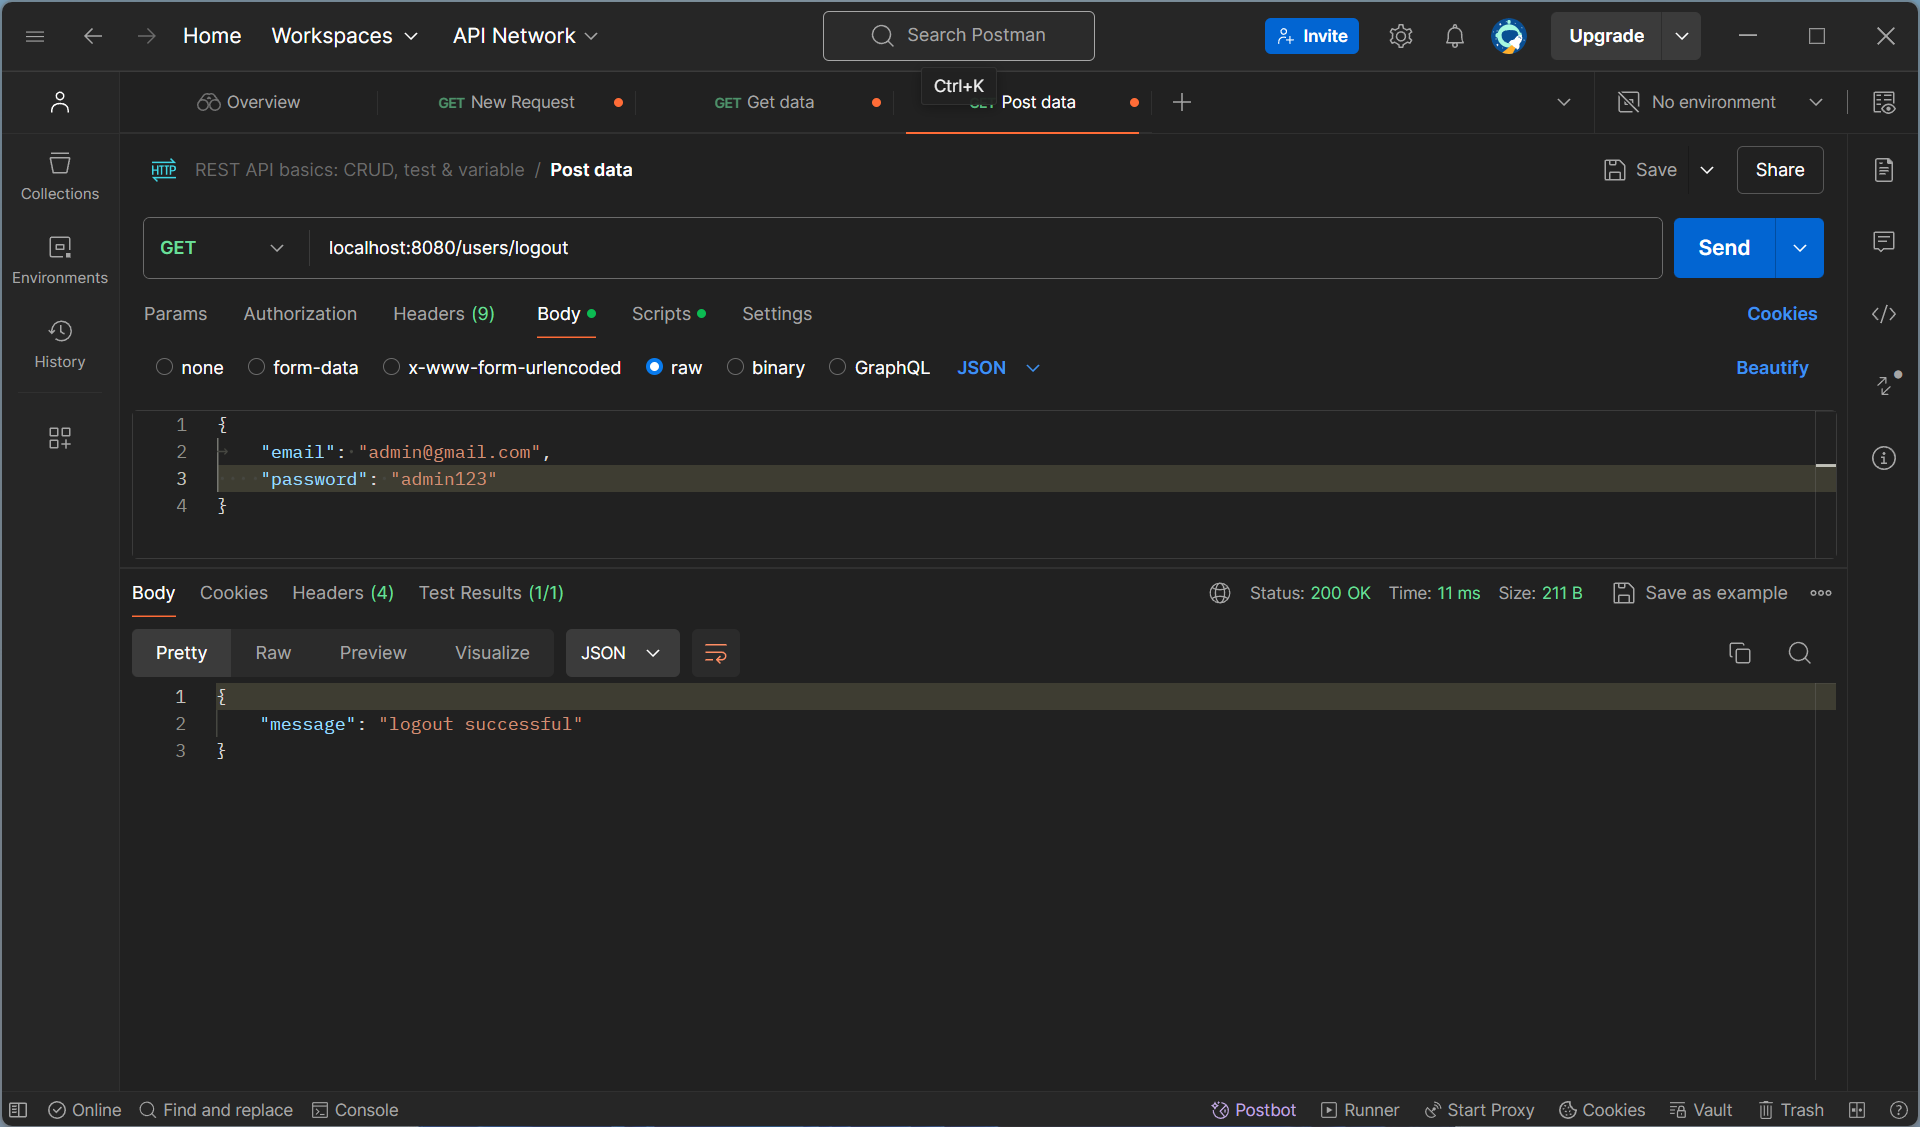 Home Workspaces API Network Search Postman Invite Upgrade
Ctrl+K
Overview GET New Request GET Get data GET Post data No environment
REST API basics: CRUD, test & variable / Post data Save Share
Collections
Environments
History
GET localhost:8080/users/logout Send
Params Authorization Headers (9) Body Scripts Settings Cookies
none form-data x-www-form-urlencoded raw binary GraphQL JSON Beautify
1 {
2 "email": "admin@gmail.com",
3 "password": "admin123"
4 }
Body Cookies Headers (4) Test Results (1/1) Status: 200 OK Time: 11 ms Size: 211 B Save as example
Pretty Raw Preview Visualize JSON
1 {
2 "message": "logout successful"
3 }
Online Find and replace Console Postbot Runner Start Proxy Cookies Vault Trash